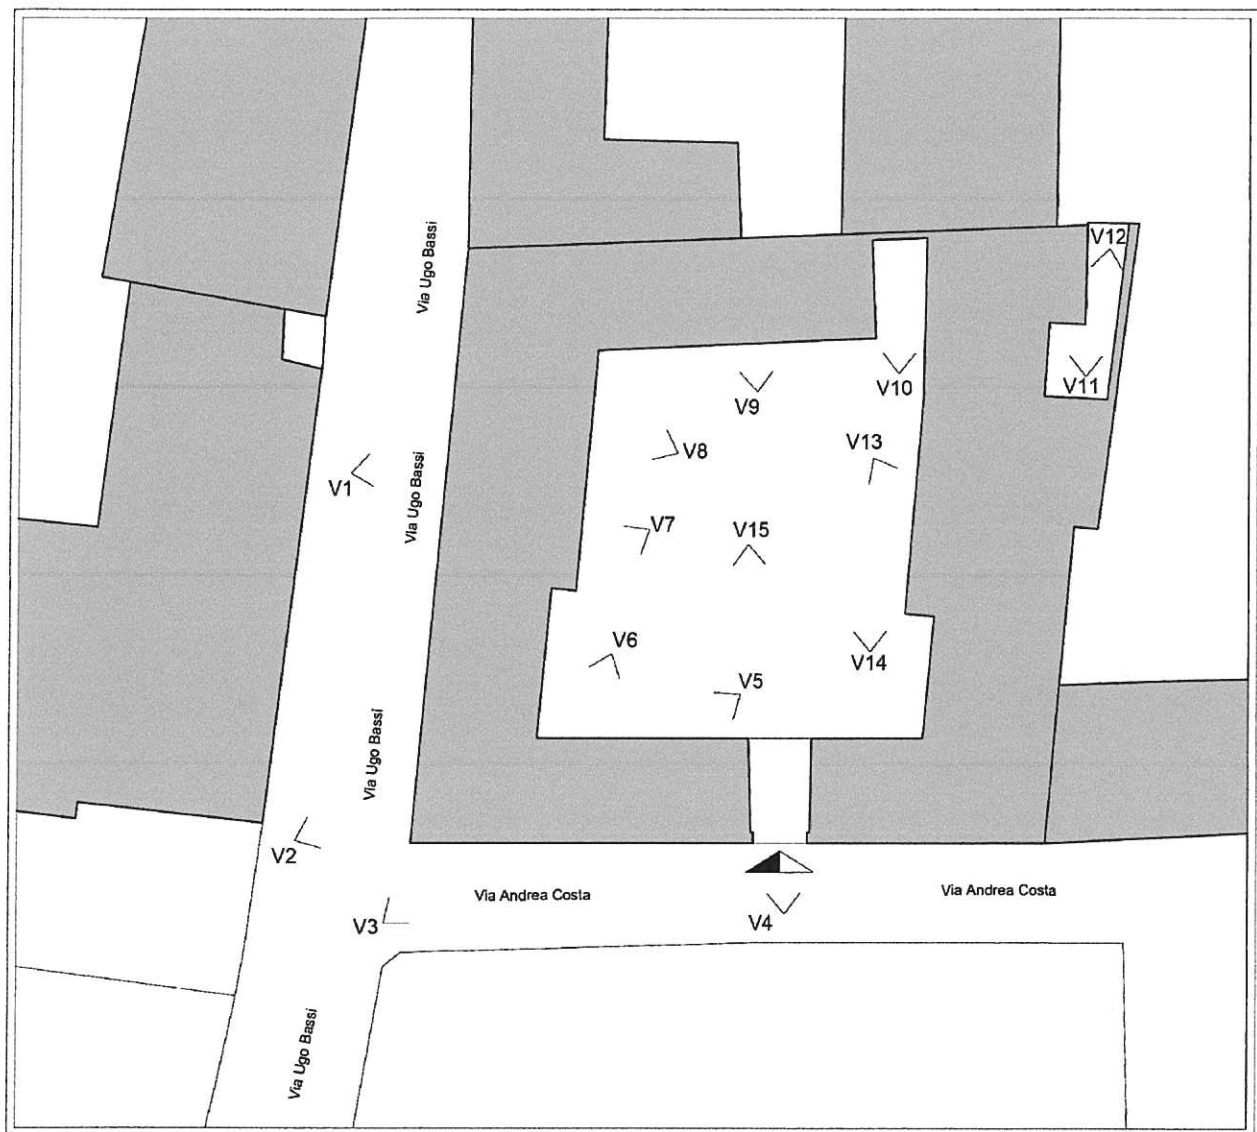 V12
Via Ugo Bassi
V11
V10
V9
V13
V8
V1
Via Ugo Bassi
V7
V15
V6
V14
V5
Via Ugo Bassi
V2
Via Andrea Costa
Via Andrea Costa
V3
V4
Via Ugo Bassi